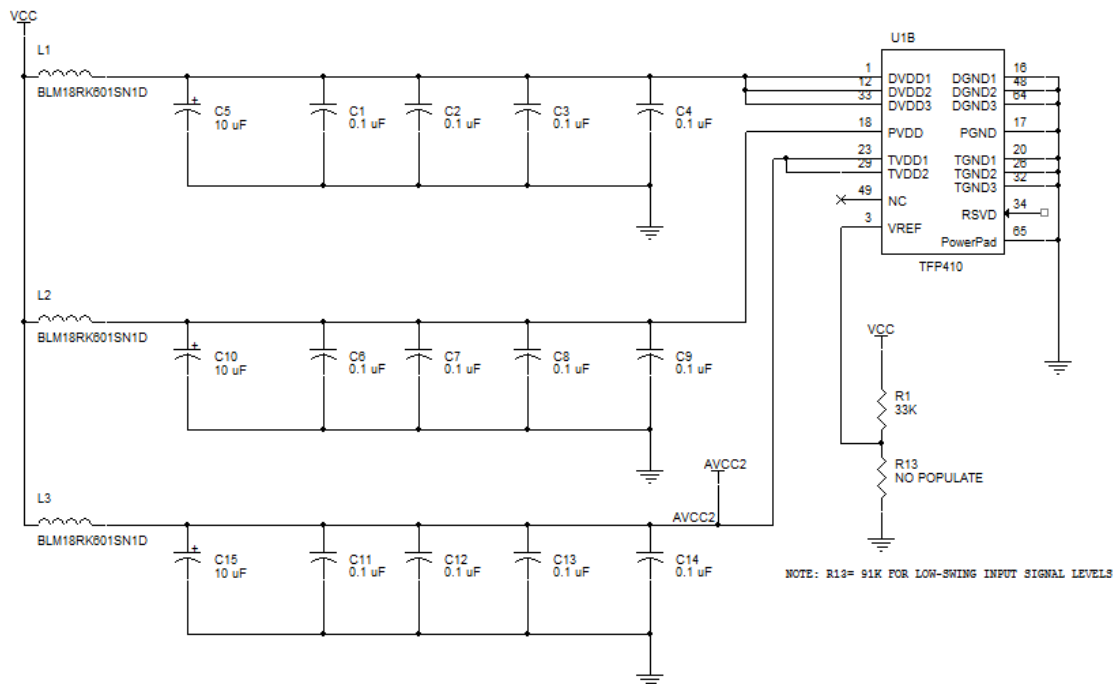 VCC
L1
BLM18RK601SN1D
C5
10 uF
C1
0.1 uF
C2
0.1 uF
C3
0.1 uF
C4
0.1 uF
U1B
1
12
33
18
23
29
49
3
DVDD1
DVDD2
DVDD3
PVDD
TVDD1
TVDD2
NC
VREF
DGND1
DGND2
DGND3
PGND
TGND1
TGND2
TGND3
RSVD
PowerPad
16
48
64
17
20
26
32
34
65
TFP410
L2
BLM18RK601SN1D
C10
10 uF
C6
0.1 uF
C7
0.1 uF
C8
0.1 uF
C9
0.1 uF
VCC
R1
33K
R13
NO POPULATE
NOTE: R13= 91K FOR LOW-SWING INPUT SIGNAL LEVELS
AVCC2
AVCC2
L3
BLM18RK601SN1D
C15
10 uF
C11
0.1 uF
C12
0.1 uF
C13
0.1 uF
C14
0.1 uF